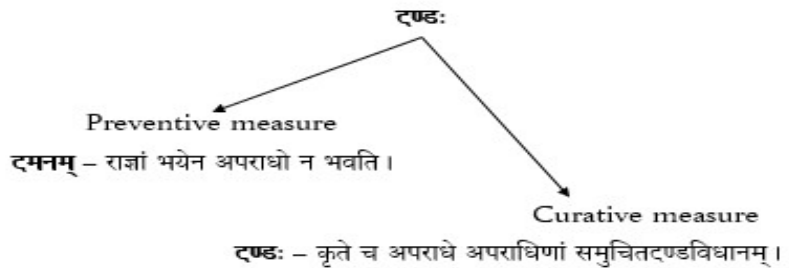 दण्डः
Preventive measure
दमनम् – राज्ञां भयेन अपराधो न भवति ।
Curative measure
दण्डः – कृते च अपराधे अपराधिणां समुचितदण्डविधानम् ।